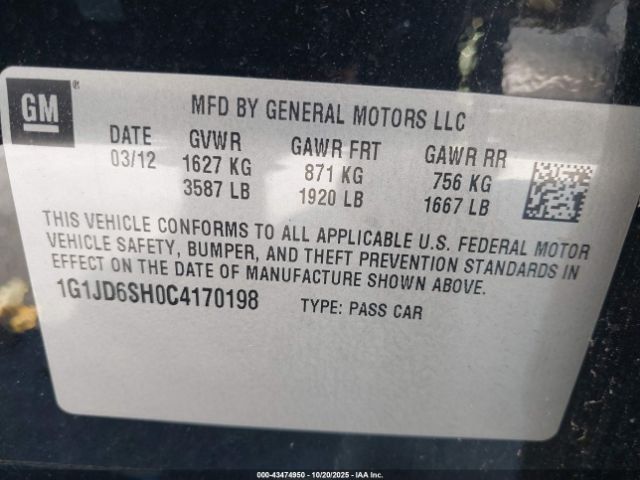 GM ®
MFD BY GENERAL MOTORS LLC
DATE GVWR GAWR FRT GAWR RR
03/12 1627 KG 871 KG 756 KG
3587 LB 1920 LB 1667 LB
THIS VEHICLE CONFORMS TO ALL APPLICABLE U.S. FEDERAL MOTOR
VEHICLE SAFETY, BUMPER, AND THEFT PREVENTION STANDARDS IN
EFFECT ON THE DATE OF MANUFACTURE SHOWN ABOVE.
1G1JD6SH0C4170198 TYPE: PASS CAR
000-43474950 | 10/20/2025 | IAA Inc.